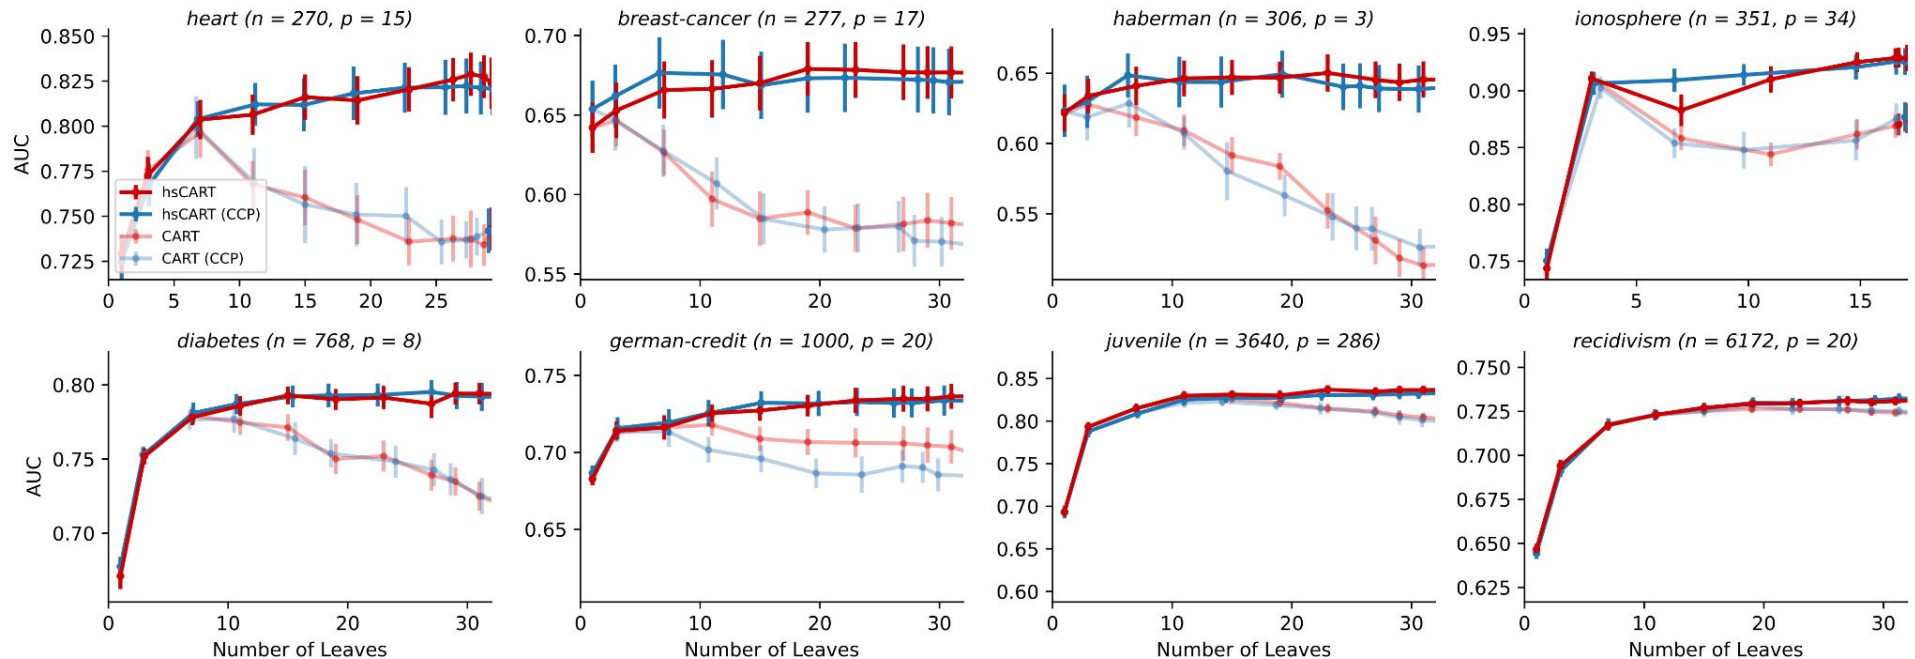 heart (n = 270, p = 15)
AUC
0.850
0.825
0.800
0.775
0.750
0.725
hsCART
hsCART (CCP)
CART
CART (CCP)
0 5 10 15 20 25
breast-cancer (n = 277, p = 17)
0.70
0.65
0.60
0.55
0 10 20 30
haberman (n = 306, p = 3)
0.65
0.60
0.55
0 10 20 30
ionosphere (n = 351, p = 34)
0.95
0.90
0.85
0.80
0.75
0 5 10 15
diabetes (n = 768, p = 8)
AUC
0.80
0.75
0.70
0 10 20 30
Number of Leaves
german-credit (n = 1000, p = 20)
0.75
0.70
0.65
0 10 20 30
Number of Leaves
juvenile (n = 3640, p = 286)
0.85
0.80
0.75
0.70
0.65
0.60
0 10 20 30
Number of Leaves
recidivism (n = 6172, p = 20)
0.750
0.725
0.700
0.675
0.650
0.625
0 10 20 30
Number of Leaves